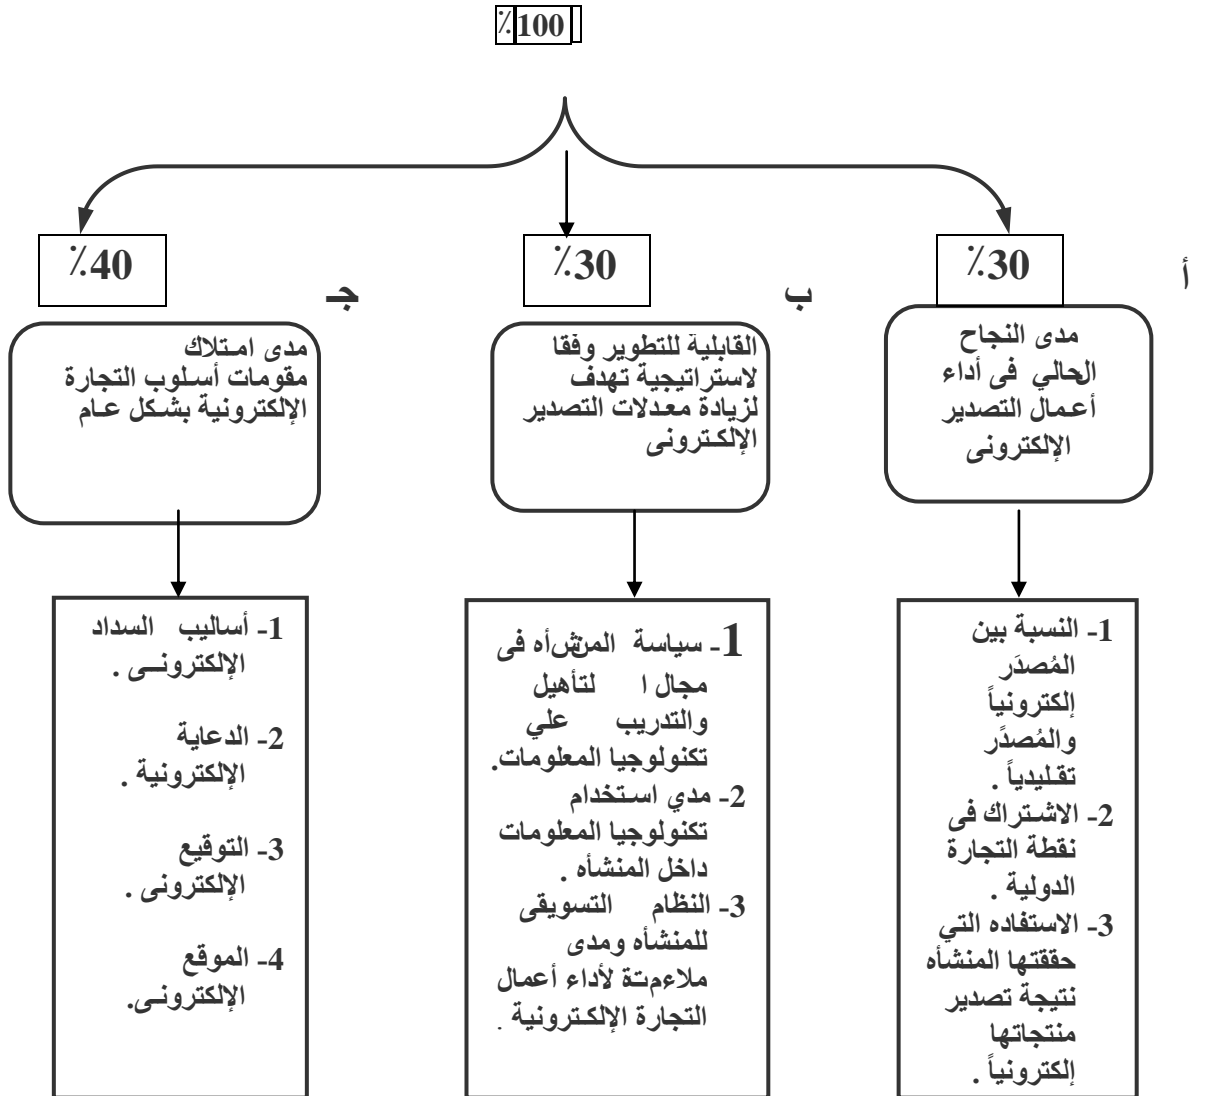 ٪100
٪30
أ
مدى النجاح
الحالي فى أداء
أعمال التصدير
الإلكترونى
1- النسبة بين
المُصدَر
إلكترونياً
والمُصدًر
تقليدياً .
2- الاشتراك فى
نقطة التجارة
الدولية .
3- الاستفاده التي
حققتها المنشأه
نتيجة تصدير
منتجاتها
إلكترونياً .
٪30
ب
القابلية للتطوير وفقا
لاستراتيجية تهدف
لزيادة معدلات التصدير
الإلكترونى
1- سياسة المنشأه فى
مجال ا لتأهيل
والتدريب علي
تكنولوجيا المعلومات.
2- مدي استخدام
تكنولوجيا المعلومات
داخل المنشأه .
3- النظام التسويقى
للمنشأه ومدى
ملاءمتة لأداء أعمال
التجارة الإلكترونية .
٪40
جـ
مدى امتلاك
مقومات أسلوب التجارة
الإلكترونية بشكل عام
1- أساليب السداد
الإلكترونــى .
2- الدعاية
الإلكترونية .
3- التوقيع
الإلكترونى .
4- الموقع
الإلكترونـى.